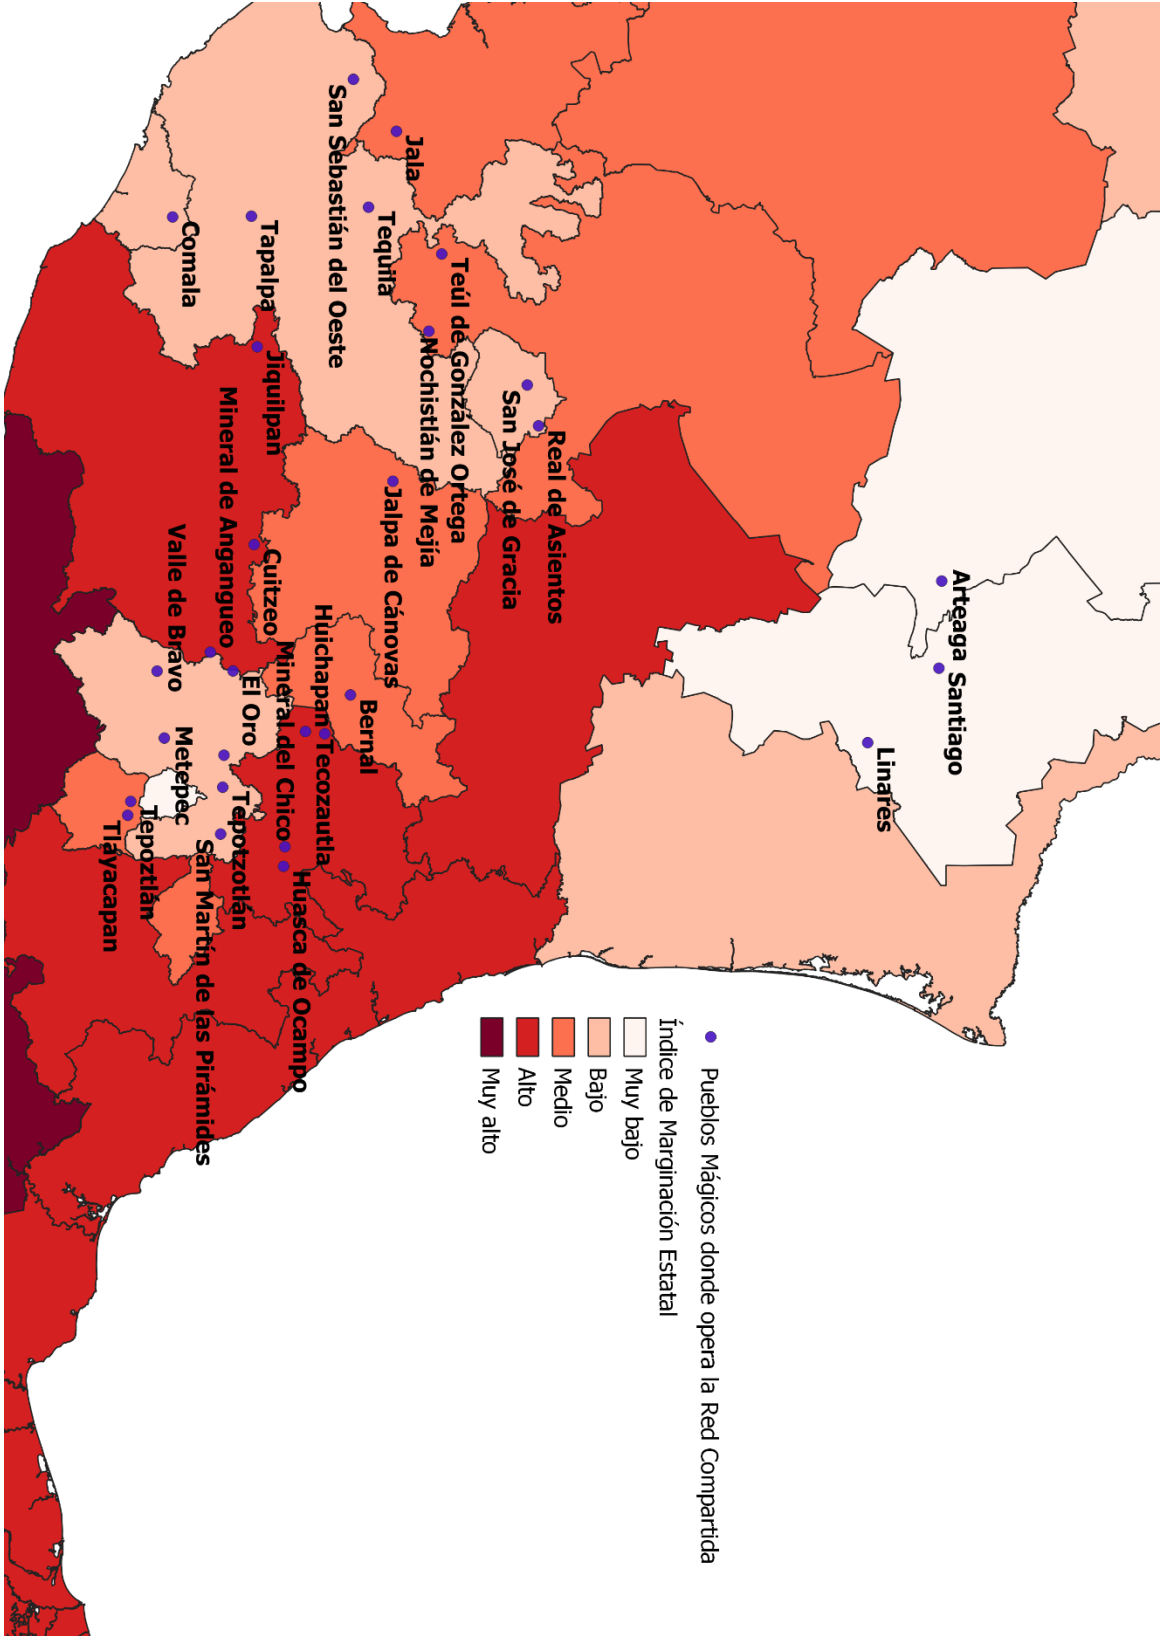 Arteaga
Santiago
Linares
Real de Asientos
San José de Gracia
Teúl de González Ortega
Nochistlán de Mejía
Jala
Tequila
San Sebastián del Oeste
Jalpa de Cánovas
Tapalpa
Jiquilpan
Comala
Bernal
Tecozautla
Huichapan
Cuitzeo
Mineral del Chico
Huasca de Ocampo
El Oro
Mineral de Angangueo
Valle de Bravo
Metepec
Tepotzotlán
San Martín de las Pirámides
Tepoztlán
Tlayacapan
Pueblos Mágicos donde opera la Red Compartida
Índice de Marginación Estatal
Muy bajo
Bajo
Medio
Alto
Muy alto